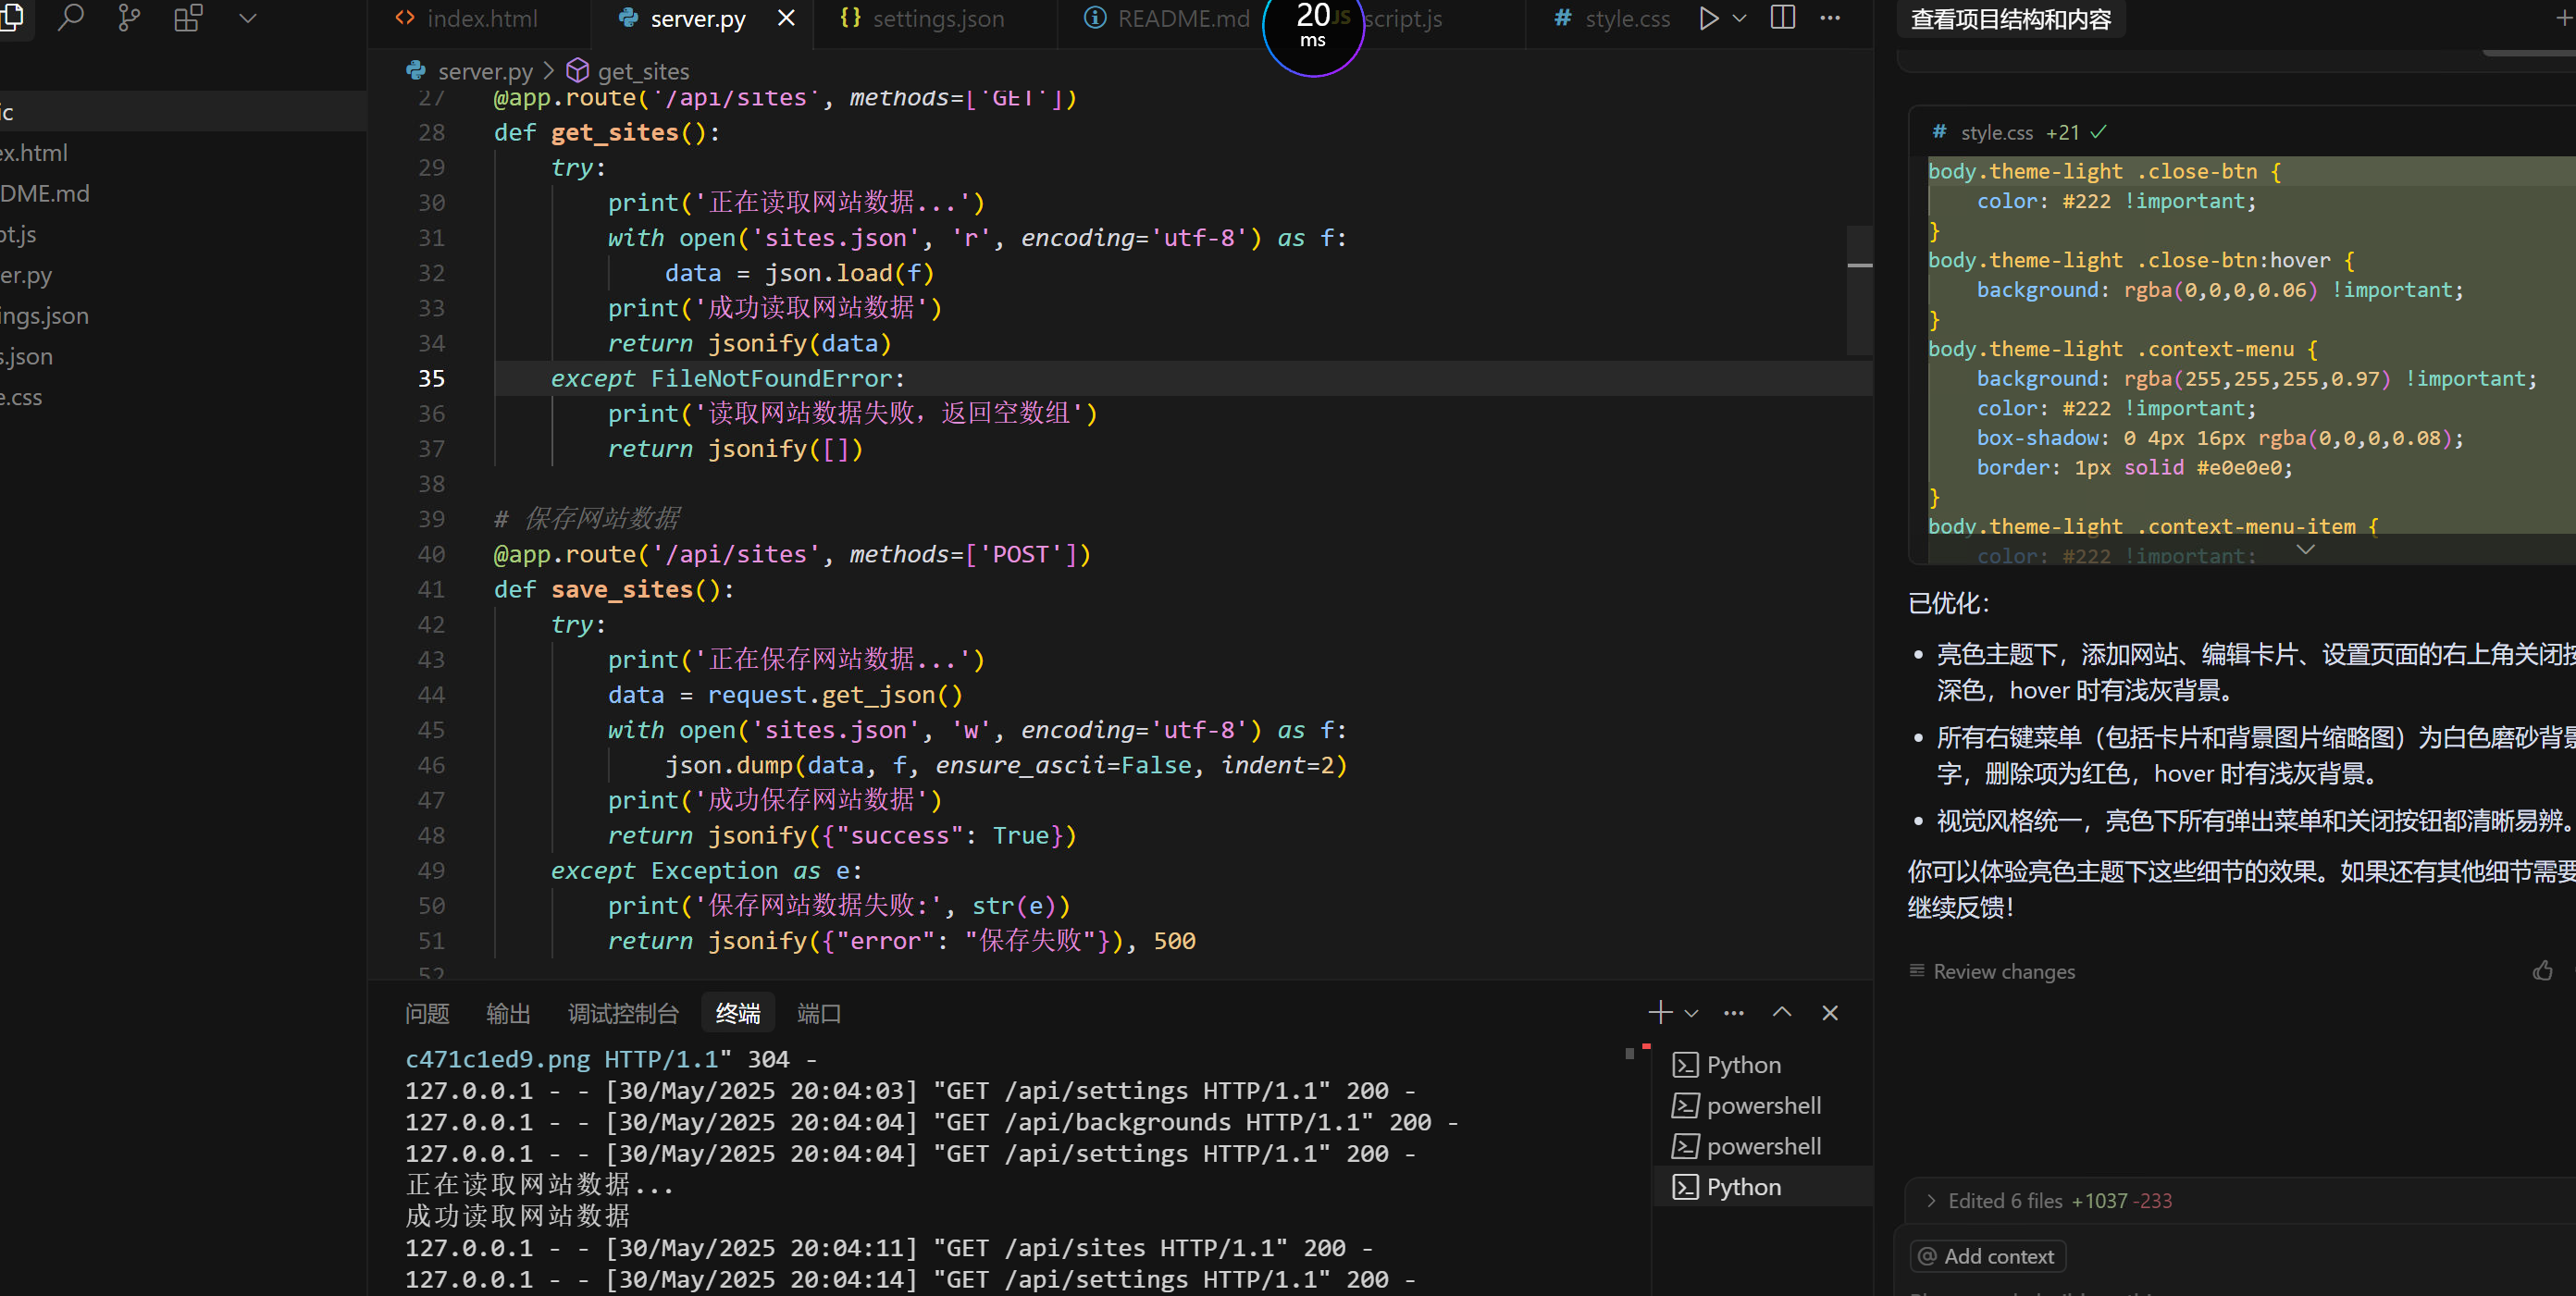 index.html
server.py
settings.json
README.md
20
ms
JS
script.js
# style.css
查看项目结构和内容
server.py > get_sites
ic
ex.html
DME.md
pt.js
er.py
ings.json
s.json
e.css
27 @app.route('/api/sites', methods=['GET'])
28 def get_sites():
29 try:
30 print('正在读取网站数据...')
31 with open('sites.json', 'r', encoding='utf-8') as f:
32 data = json.load(f)
33 print('成功读取网站数据')
34 return jsonify(data)
35 except FileNotFoundError:
36 print('读取网站数据失败，返回空数组')
37 return jsonify([])
38
39 # 保存网站数据
40 @app.route('/api/sites', methods=['POST'])
41 def save_sites():
42 try:
43 print('正在保存网站数据...')
44 data = request.get_json()
45 with open('sites.json', 'w', encoding='utf-8') as f:
46 json.dump(data, f, ensure_ascii=False, indent=2)
47 print('成功保存网站数据')
48 return jsonify({"success": True})
49 except Exception as e:
50 print('保存网站数据失败:', str(e))
51 return jsonify({"error": "保存失败"}), 500
52
问题 输出 调试控制台 终端 端口
c471c1ed9.png HTTP/1.1" 304 -
127.0.0.1 - - [30/May/2025 20:04:03] "GET /api/settings HTTP/1.1" 200 -
127.0.0.1 - - [30/May/2025 20:04:04] "GET /api/backgrounds HTTP/1.1" 200 -
127.0.0.1 - - [30/May/2025 20:04:04] "GET /api/settings HTTP/1.1" 200 -
正在读取网站数据...
成功读取网站数据
127.0.0.1 - - [30/May/2025 20:04:11] "GET /api/sites HTTP/1.1" 200 -
127.0.0.1 - - [30/May/2025 20:04:14] "GET /api/settings HTTP/1.1" 200 -
Python
powershell
powershell
Python
# style.css +21
body.theme-light .close-btn {
color: #222 !important;
}
body.theme-light .close-btn:hover {
background: rgba(0,0,0,0.06) !important;
}
body.theme-light .context-menu {
background: rgba(255,255,255,0.97) !important;
color: #222 !important;
box-shadow: 0 4px 16px rgba(0,0,0,0.08);
border: 1px solid #e0e0e0;
}
body.theme-light .context-menu-item {
color: #222 !important;
已优化：
• 亮色主题下，添加网站、编辑卡片、设置页面的右上角关闭按
深色，hover 时有浅灰背景。
• 所有右键菜单（包括卡片和背景图片缩略图）为白色磨砂背景
字，删除项为红色，hover 时有浅灰背景。
• 视觉风格统一，亮色下所有弹出菜单和关闭按钮都清晰易辨。
你可以体验亮色主题下这些细节的效果。如果还有其他细节需要
继续反馈！
Review changes
Edited 6 files +1037 -233
@ Add context